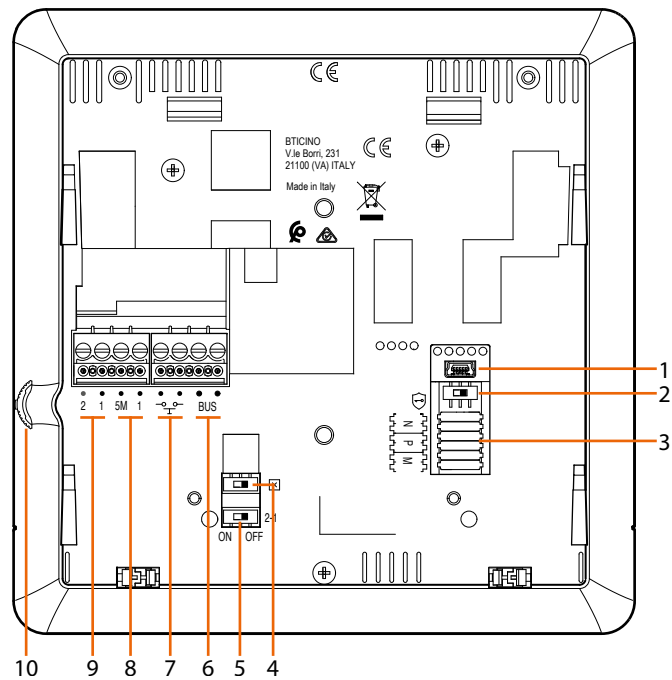 CE
BTICINO
V.le Borri, 231
21100 (VA) ITALY
CE
Made in Italy
1
2
3
N
P
M
2 1 5M 1 BUS
2-1
ON OFF
10 9 8 7 6 5 4